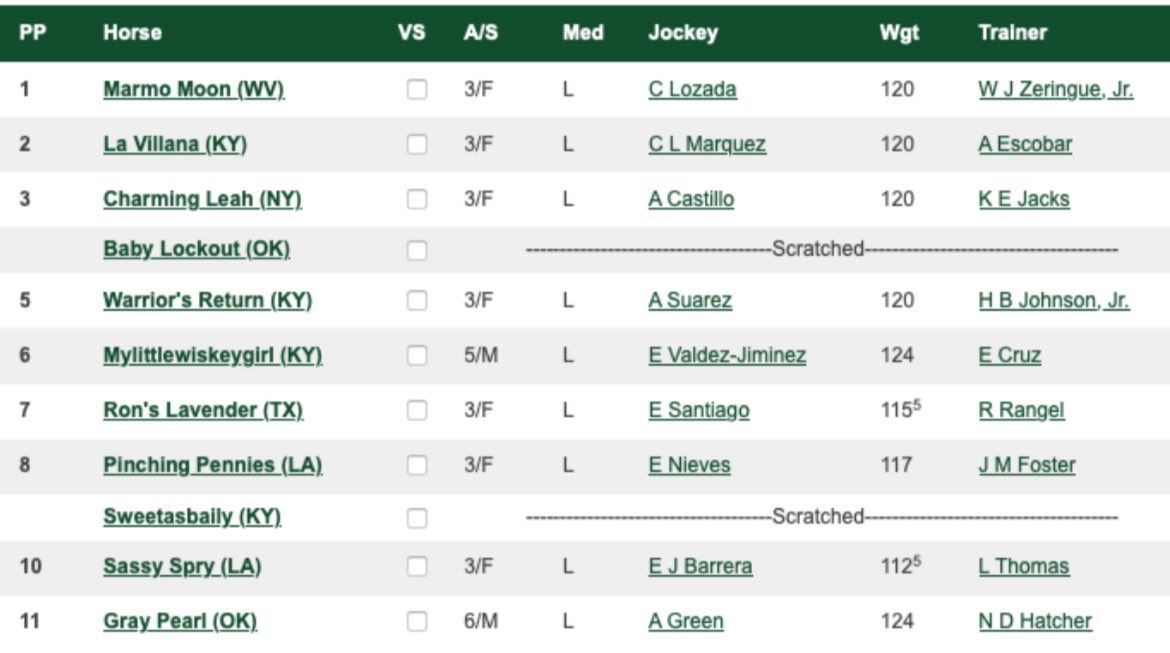 PP Horse VS A/S Med Jockey Wgt Trainer
1 Marmo Moon (WV) 3/F L C Lozada 120 W J Zeringue, Jr.
2 La Villana (KY) 3/F L C L Marquez 120 A Escobar
3 Charming Leah (NY) 3/F L A Castillo 120 K E Jacks
Baby Lockout (OK) -----------------------------------Scratched-----------------------------------
5 Warrior's Return (KY) 3/F L A Suarez 120 H B Johnson, Jr.
6 Mylittlewiskeygirl (KY) 5/M L E Valdez-Jiminez 124 E Cruz
7 Ron's Lavender (TX) 3/F L E Santiago 115⁵ R Rangel
8 Pinching Pennies (LA) 3/F L E Nieves 117 J M Foster
Sweetasbaily (KY) -----------------------------------Scratched-----------------------------------
10 Sassy Spry (LA) 3/F L E J Barrera 112⁵ L Thomas
11 Gray Pearl (OK) 6/M L A Green 124 N D Hatcher